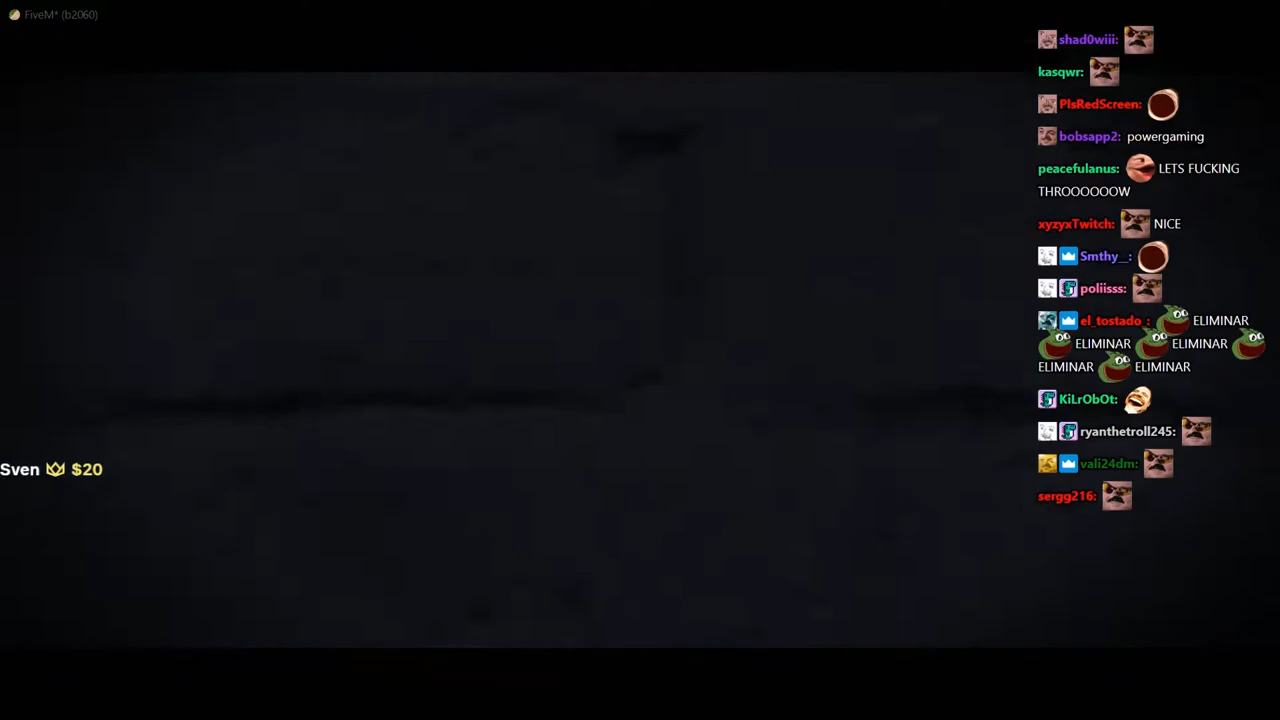 FiveM* (b2060)
shad0wiii:
kasqwr:
PlsRedScreen:
bobsapp2: powergaming
peacefulanus: LETS FUCKING
THROOOOOOW
xyzyxTwitch: NICE
Smthy__:
poliisss:
el_tostado_: ELIMINAR
ELIMINAR ELIMINAR
ELIMINAR ELIMINAR
KiLrObOt:
ryanthetroll245:
vali24dm:
Sven $20
sergg216: